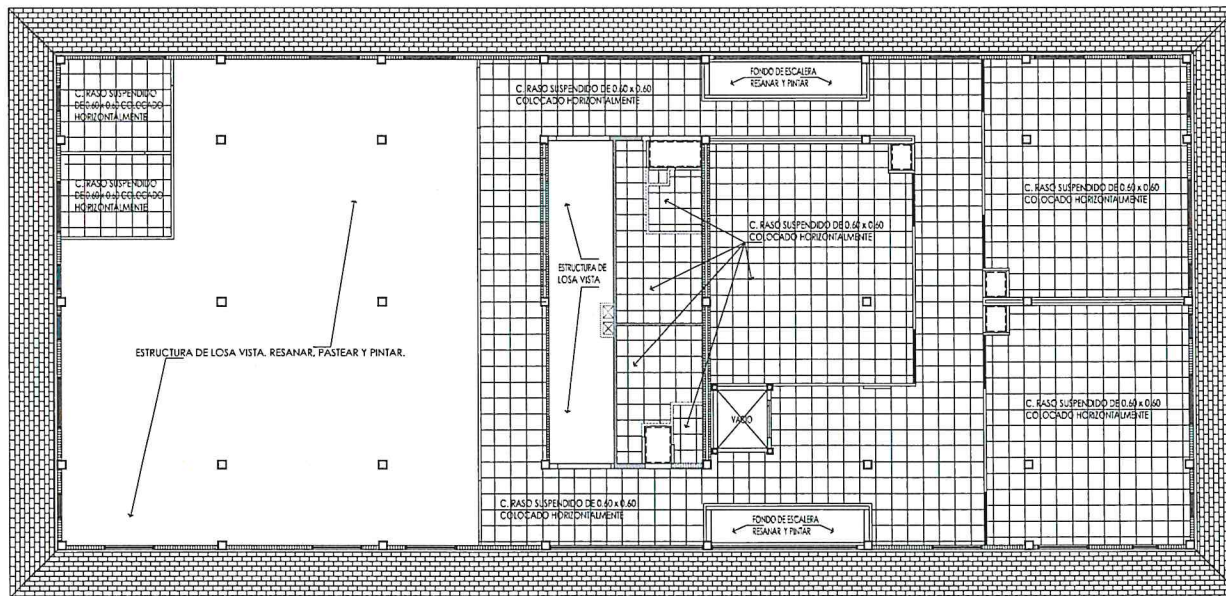 C. RASO SUSPENDIDO
DE 0.60 x 0.60 COLOCADO
HORIZONTALMENTE
C. RASO SUSPENDIDO
DE 0.60 x 0.60 COLOCADO
HORIZONTALMENTE
C. RASO SUSPENDIDO DE 0.60 x 0.60
COLOCADO HORIZONTALMENTE
FONDO DE ESCALERA
RESANAR Y PINTAR
C. RASO SUSPENDIDO DE 0.60 x 0.60
COLOCADO HORIZONTALMENTE
C. RASO SUSPENDIDO DE 0.60 x 0.60
COLOCADO HORIZONTALMENTE
ESTRUCTURA DE
LOSA VISTA
ESTRUCTURA DE LOSA VISTA. RESANAR, PASTEAR Y PINTAR.
VACIO
C. RASO SUSPENDIDO DE 0.60 x 0.60
COLOCADO HORIZONTALMENTE
C. RASO SUSPENDIDO DE 0.60 x 0.60
COLOCADO HORIZONTALMENTE
FONDO DE ESCALERA
RESANAR Y PINTAR